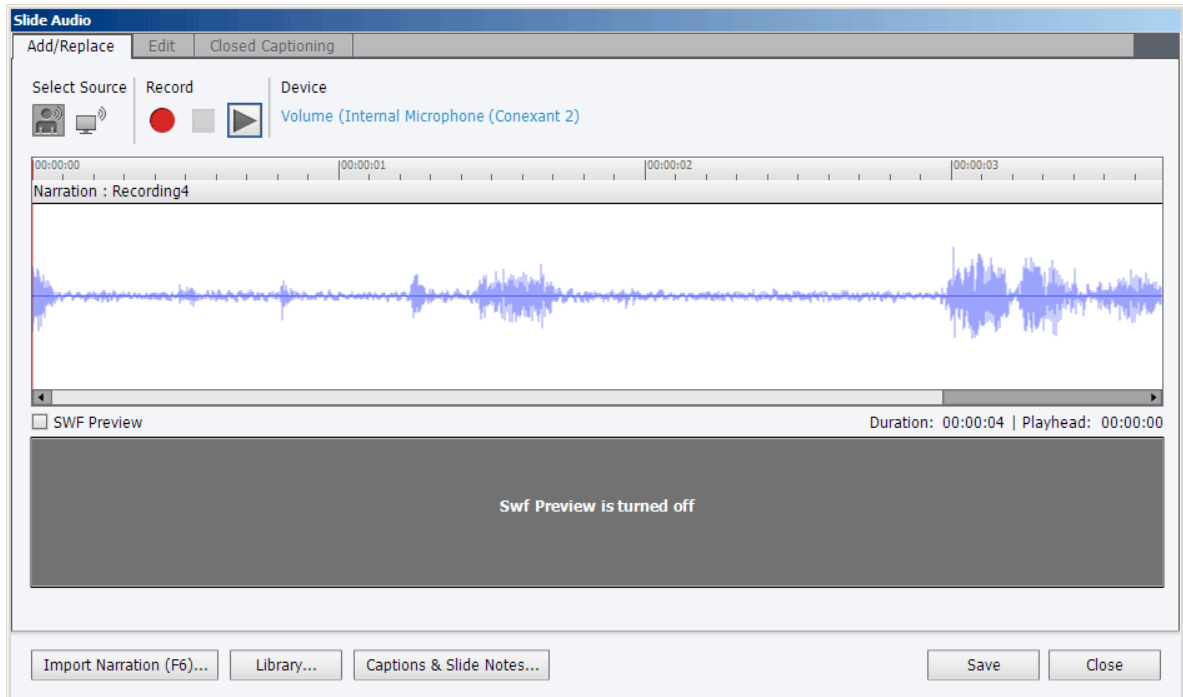 Slide Audio
Add/Replace Edit Closed Captioning
Select Source Record Device
Volume (Internal Microphone (Conexant 2)
00:00:00 00:00:01 00:00:02 00:00:03
Narration : Recording4
SWF Preview Duration: 00:00:04 | Playhead: 00:00:00
Swf Preview is turned off
Import Narration (F6)... Library... Captions & Slide Notes... Save Close